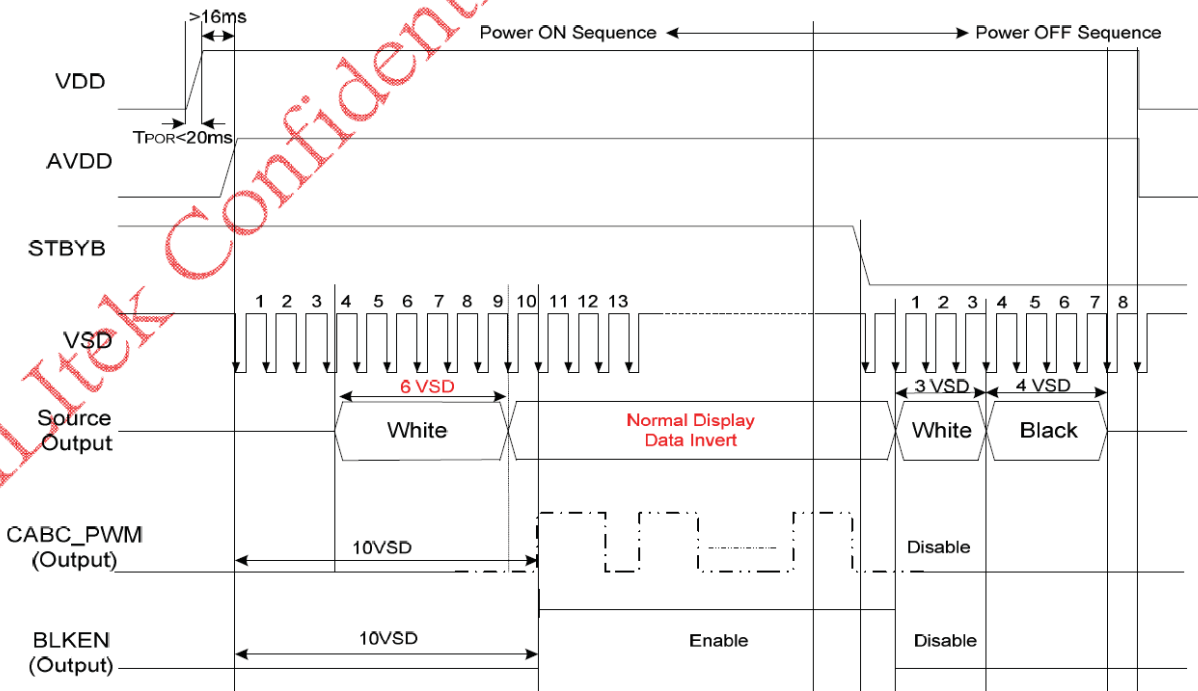 >16ms
Power ON Sequence
Power OFF Sequence
VDD
TPOR<20ms
AVDD
STBYB
1 2 3 4 5 6 7 8 9 10 11 12 13
1 2 3 4 5 6 7 8
VSD
6 VSD
3 VSD
4 VSD
Source
Output
White
Normal Display
Data Invert
White
Black
CABC_PWM
(Output)
10VSD
Disable
BLKEN
(Output)
10VSD
Enable
Disable
Itek Confident